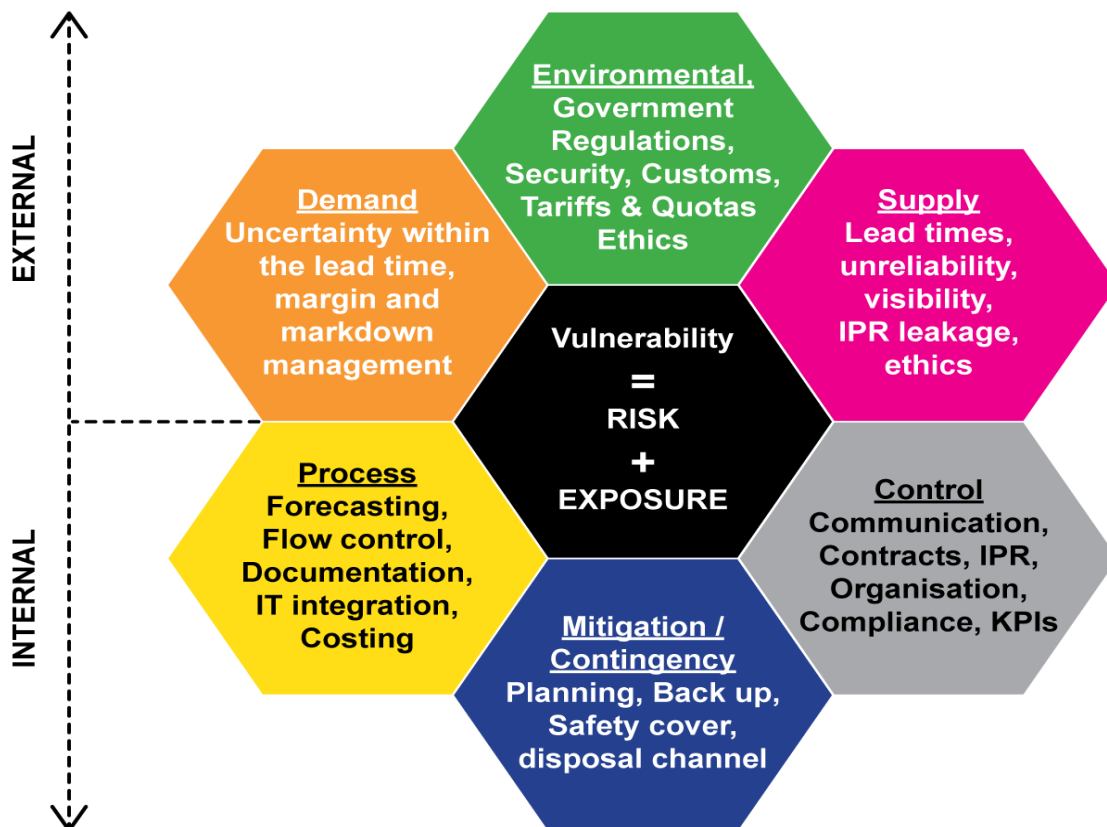 EXTERNAL
INTERNAL
Environmental,
Government
Regulations,
Security, Customs,
Tariffs & Quotas
Ethics
Demand
Uncertainty within
the lead time,
margin and
markdown
management
Supply
Lead times,
unreliability,
visibility,
IPR leakage,
ethics
Vulnerability
=
RISK
+
EXPOSURE
Process
Forecasting,
Flow control,
Documentation,
IT integration,
Costing
Control
Communication,
Contracts, IPR,
Organisation,
Compliance, KPIs
Mitigation /
Contingency
Planning, Back up,
Safety cover,
disposal channel